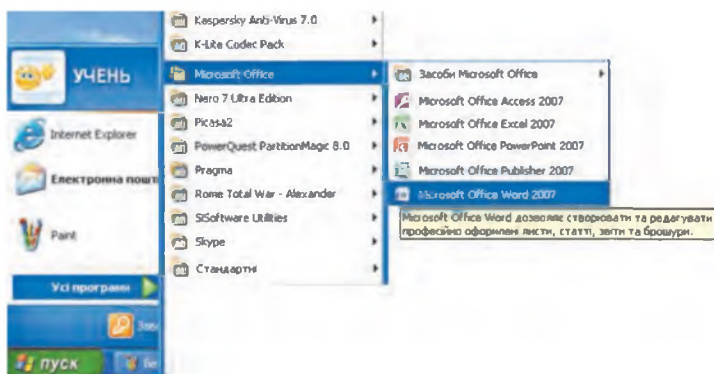 УЧЕНЬ
Internet Explorer
Електронна пошт
Paint
Усі програми
пуск
Kaspersky Anti-Virus 7.0
K-Lite Codec Pack
Microsoft Office
Nero 7 Ultra Edition
Picasa2
PowerQuest PartitionMagic 8.0
Pragma
Rome Total War - Alexander
SiSoftware Utilities
Skype
Стандартні
Засоби Microsoft Office
Microsoft Office Access 2007
Microsoft Office Excel 2007
Microsoft Office PowerPoint 2007
Microsoft Office Publisher 2007
Microsoft Office Word 2007
Microsoft Office Word дозволяє створювати та редагувати
професійно оформлені листи, статті, звіти та брошури.